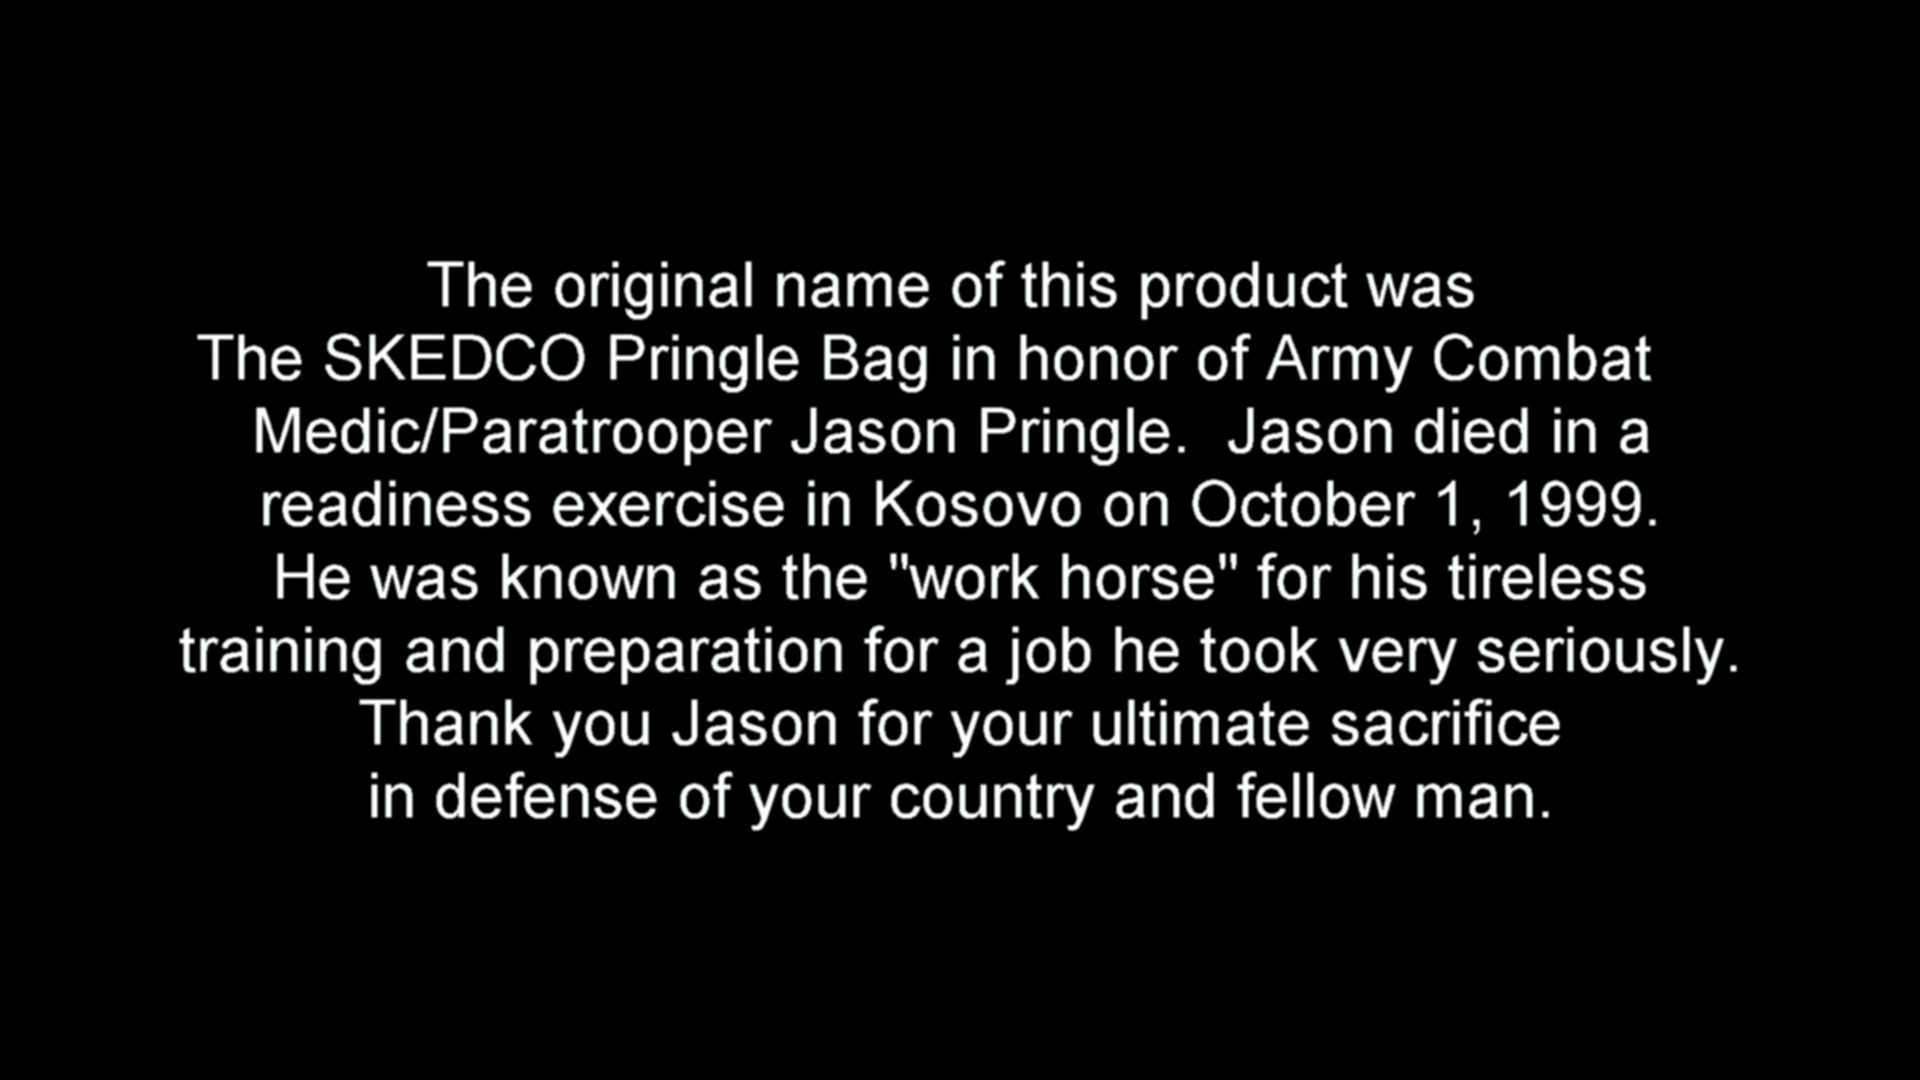 The original name of this product was
The SKEDCO Pringle Bag in honor of Army Combat
Medic/Paratrooper Jason Pringle.  Jason died in a
readiness exercise in Kosovo on October 1, 1999.
He was known as the "work horse" for his tireless
training and preparation for a job he took very seriously.
Thank you Jason for your ultimate sacrifice
in defense of your country and fellow man.